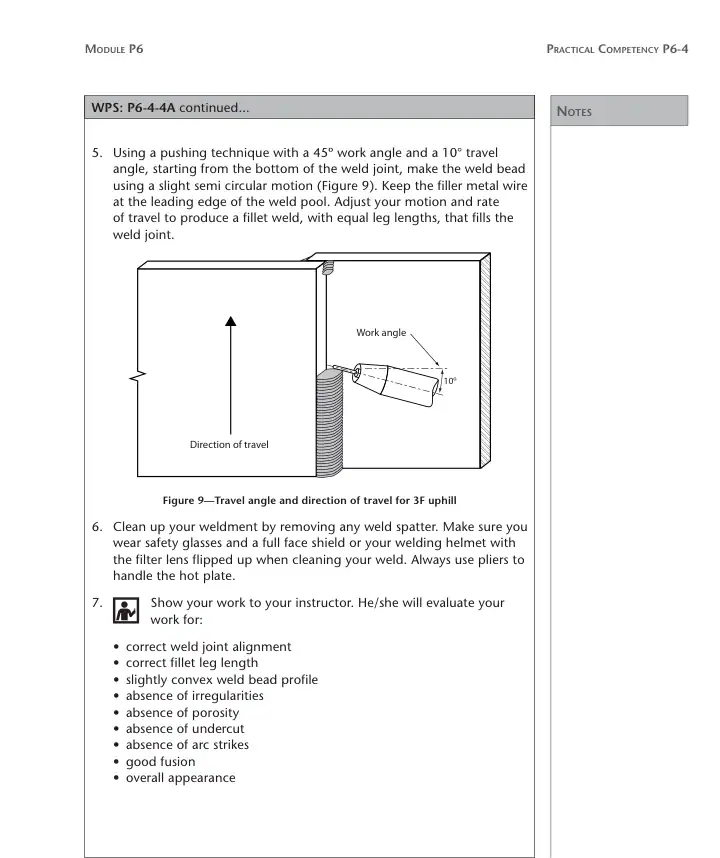 MODULE P6
PRACTICAL COMPETENCY P6-4
WPS: P6-4-4A continued...
NOTES
5. Using a pushing technique with a 45º work angle and a 10° travel
angle, starting from the bottom of the weld joint, make the weld bead
using a slight semi circular motion (Figure 9). Keep the filler metal wire
at the leading edge of the weld pool. Adjust your motion and rate
of travel to produce a fillet weld, with equal leg lengths, that fills the
weld joint.
Work angle
10º
Direction of travel
Figure 9—Travel angle and direction of travel for 3F uphill
6. Clean up your weldment by removing any weld spatter. Make sure you
wear safety glasses and a full face shield or your welding helmet with
the filter lens flipped up when cleaning your weld. Always use pliers to
handle the hot plate.
7. Show your work to your instructor. He/she will evaluate your
work for:
• correct weld joint alignment
• correct fillet leg length
• slightly convex weld bead profile
• absence of irregularities
• absence of porosity
• absence of undercut
• absence of arc strikes
• good fusion
• overall appearance